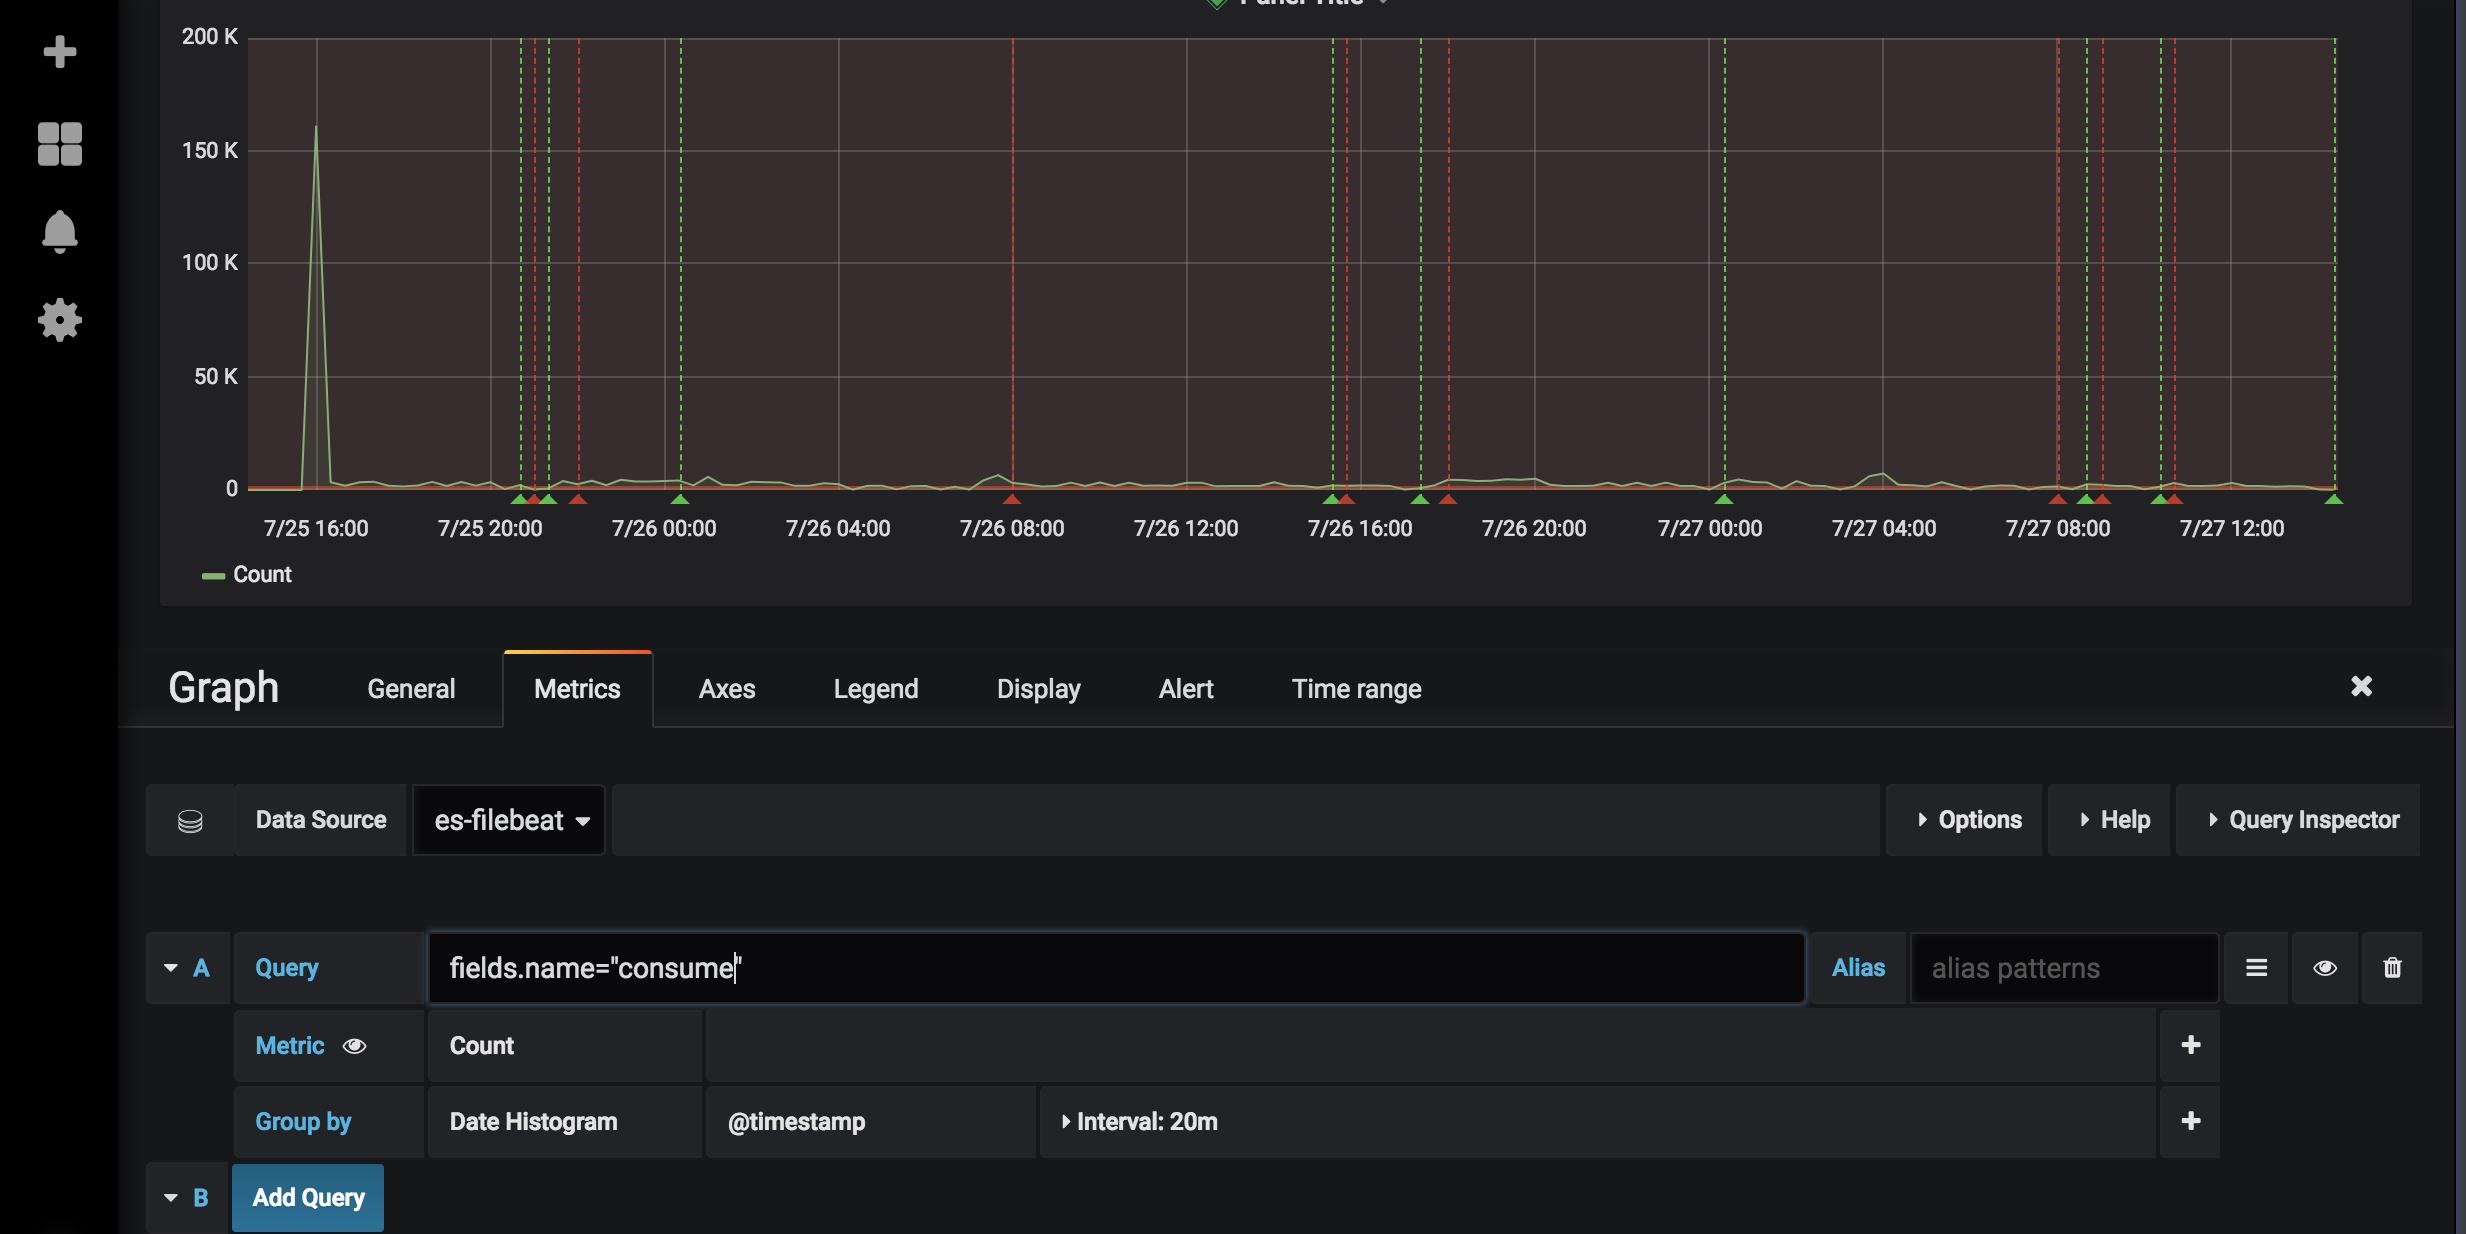 Panel Title
200 K
150 K
100 K
50 K
0
7/25 16:00 7/25 20:00 7/26 00:00 7/26 04:00 7/26 08:00 7/26 12:00 7/26 16:00 7/26 20:00 7/27 00:00 7/27 04:00 7/27 08:00 7/27 12:00
Count
Graph General Metrics Axes Legend Display Alert Time range
Data Source es-filebeat Options Help Query Inspector
A Query fields.name="consume" Alias alias patterns
Metric Count
Group by Date Histogram @timestamp Interval: 20m
B Add Query